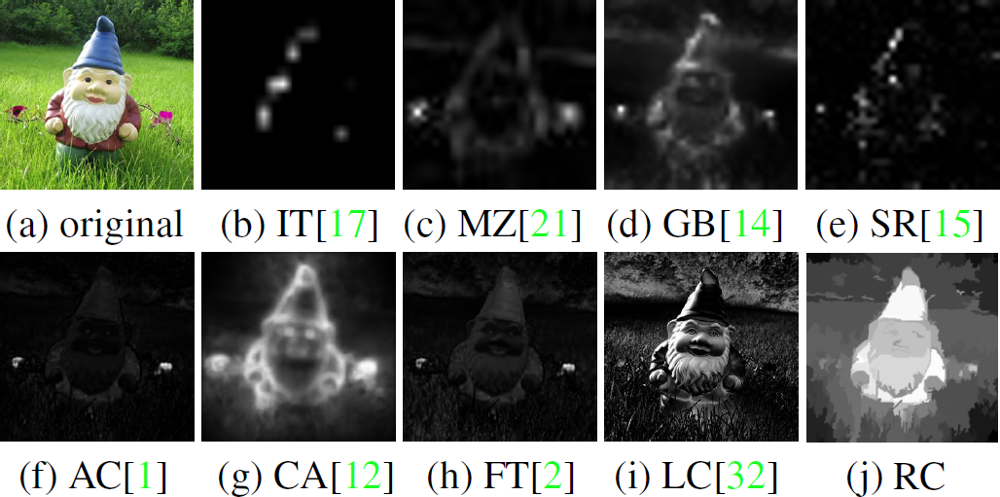 (a) original (b) IT[17] (c) MZ[21] (d) GB[14] (e) SR[15]
(f) AC[1] (g) CA[12] (h) FT[2] (i) LC[32] (j) RC